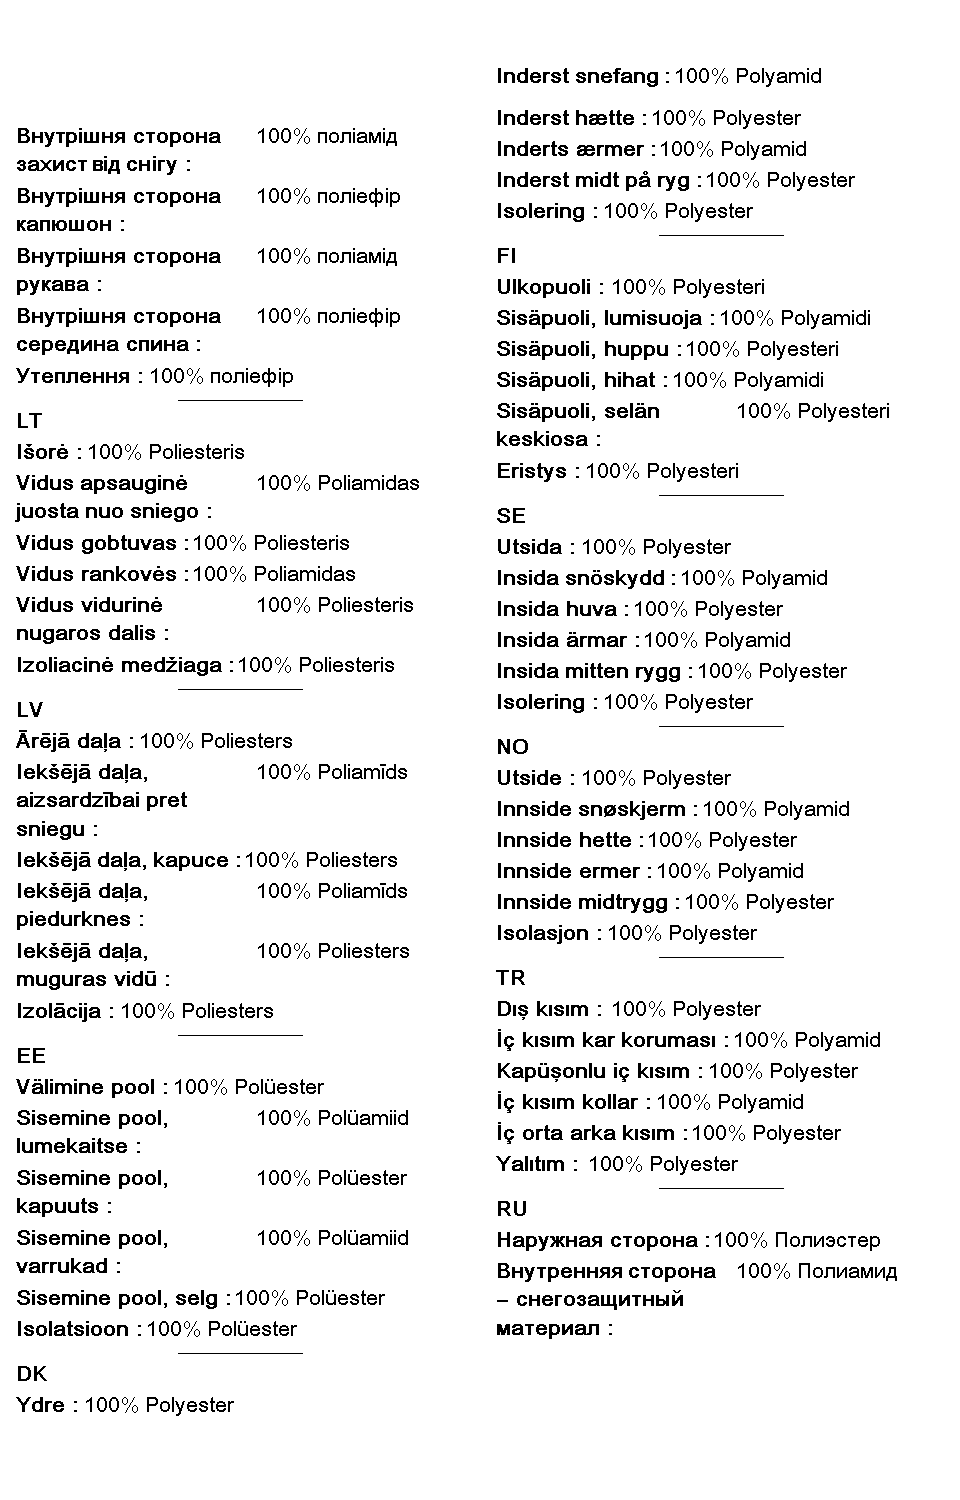 Внутрішня сторона 100% поліамід
захист від снігу :
Внутрішня сторона 100% поліефір
капюшон :
Внутрішня сторона 100% поліамід
рукава :
Внутрішня сторона 100% поліефір
середина спина :
Утеплення : 100% поліефір
LT
Išorė : 100% Poliesteris
Vidus apsauginė 100% Poliamidas
juosta nuo sniego :
Vidus gobtuvas : 100% Poliesteris
Vidus rankovės : 100% Poliamidas
Vidus vidurinė 100% Poliesteris
nugaros dalis :
Izoliacinė medžiaga : 100% Poliesteris
LV
Ārējā daļa : 100% Poliesters
Iekšējā daļa, 100% Poliamīds
aizsardzībai pret
sniegu :
Iekšējā daļa, kapuce : 100% Poliesters
Iekšējā daļa, 100% Poliamīds
piedurknes :
Iekšējā daļa, 100% Poliesters
muguras vidū :
Izolācija : 100% Poliesters
EE
Välimine pool : 100% Polüester
Sisemine pool, 100% Polüamiid
lumekaitse :
Sisemine pool, 100% Polüester
kapuuts :
Sisemine pool, 100% Polüamiid
varrukad :
Sisemine pool, selg : 100% Polüester
Isolatsioon : 100% Polüester
DK
Ydre : 100% Polyester
Inderst snefang : 100% Polyamid
Inderst hætte : 100% Polyester
Inderts ærmer : 100% Polyamid
Inderst midt på ryg : 100% Polyester
Isolering : 100% Polyester
FI
Ulkopuoli : 100% Polyesteri
Sisäpuoli, lumisuoja : 100% Polyamidi
Sisäpuoli, huppu : 100% Polyesteri
Sisäpuoli, hihat : 100% Polyamidi
Sisäpuoli, selän 100% Polyesteri
keskiosa :
Eristys : 100% Polyesteri
SE
Utsida : 100% Polyester
Insida snöskydd : 100% Polyamid
Insida huva : 100% Polyester
Insida ärmar : 100% Polyamid
Insida mitten rygg : 100% Polyester
Isolering : 100% Polyester
NO
Utside : 100% Polyester
Innside snøskjerm : 100% Polyamid
Innside hette : 100% Polyester
Innside ermer : 100% Polyamid
Innside midtrygg : 100% Polyester
Isolasjon : 100% Polyester
TR
Dış kısım : 100% Polyester
İç kısım kar koruması : 100% Polyamid
Kapüşonlu iç kısım : 100% Polyester
İç kısım kollar : 100% Polyamid
İç orta arka kısım : 100% Polyester
Yalıtım : 100% Polyester
RU
Наружная сторона : 100% Полиэстер
Внутренняя сторона 100% Полиамид
– снегозащитный
материал :